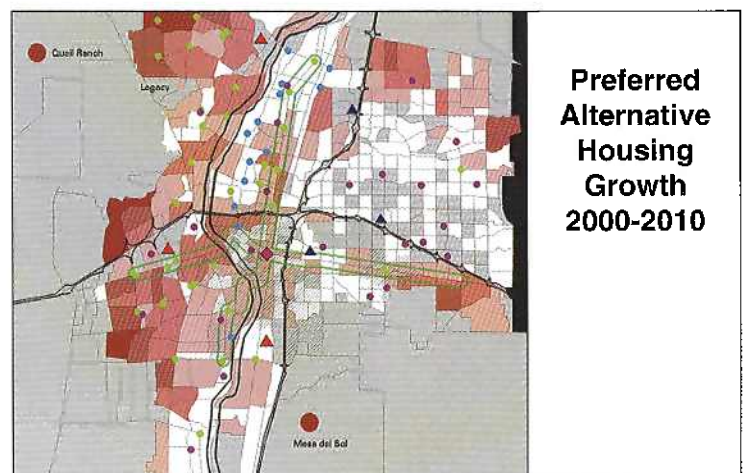 Quail Ranch
Legacy
Mesa del Sol
Preferred
Alternative
Housing
Growth
2000-2010